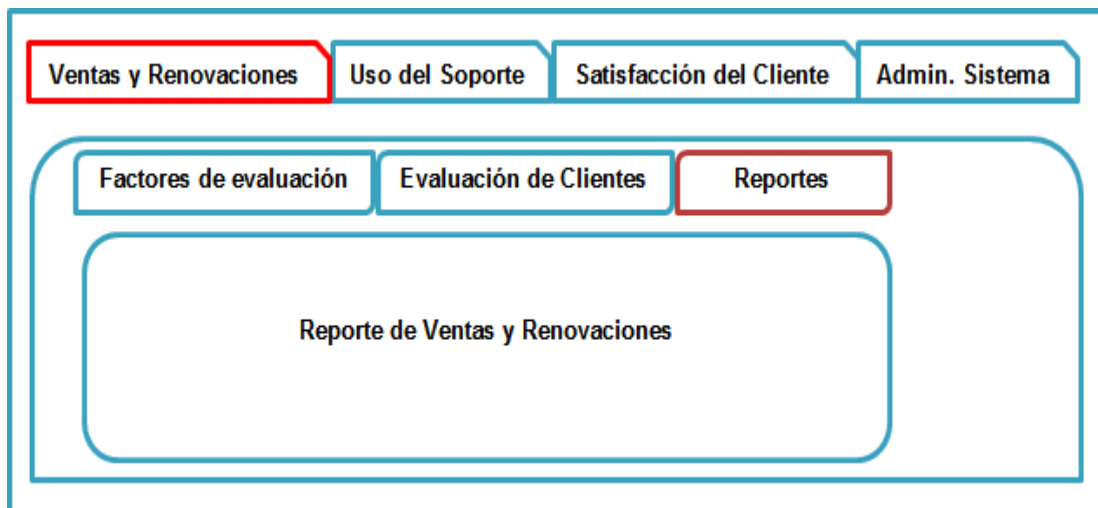 Ventas y Renovaciones
Uso del Soporte
Satisfacción del Cliente
Admin. Sistema
Factores de evaluación
Evaluación de Clientes
Reportes
Reporte de Ventas y Renovaciones